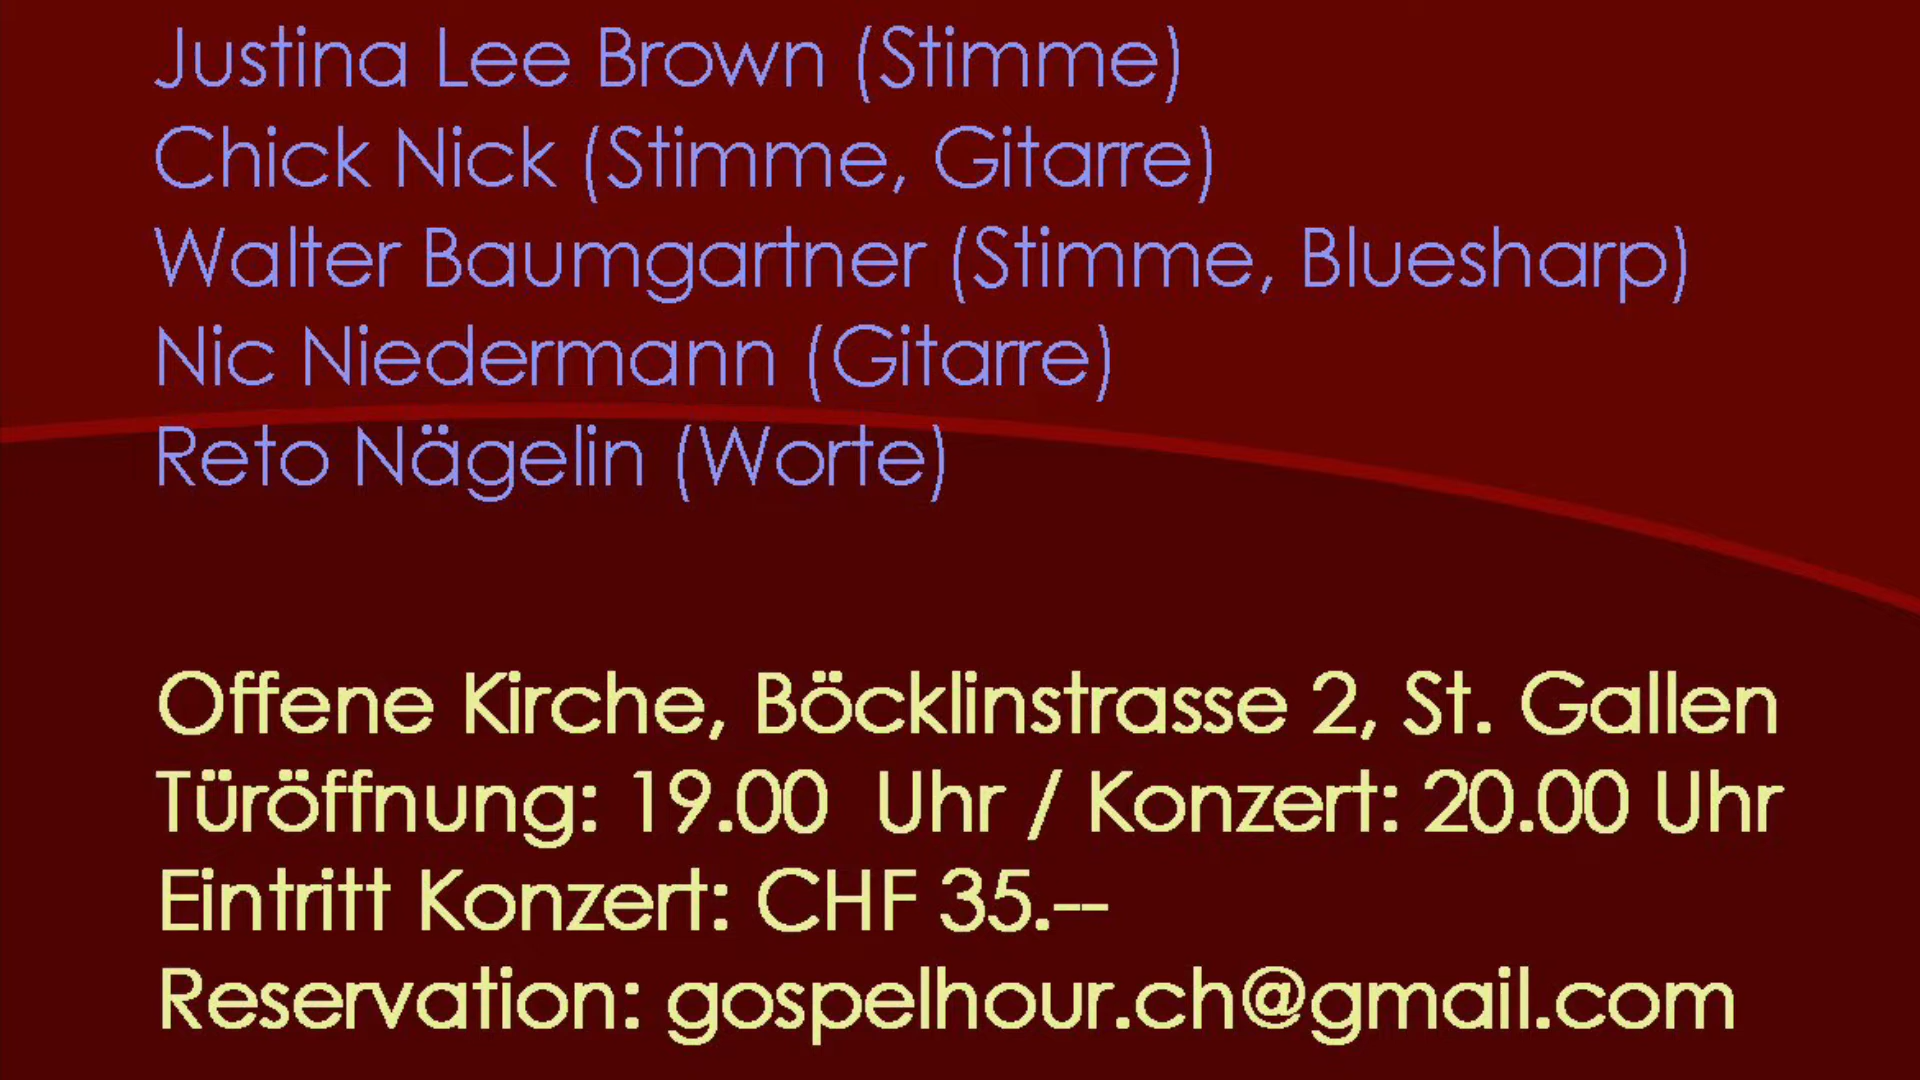 Justina Lee Brown (Stimme)
Chick Nick (Stimme, Gitarre)
Walter Baumgartner (Stimme, Bluesharp)
Nic Niedermann (Gitarre)
Reto Nägelin (Worte)
Offene Kirche, Böcklinstrasse 2, St. Gallen
Türöffnung: 19.00  Uhr / Konzert: 20.00 Uhr
Eintritt Konzert: CHF 35.--
Reservation: gospelhour.ch@gmail.com